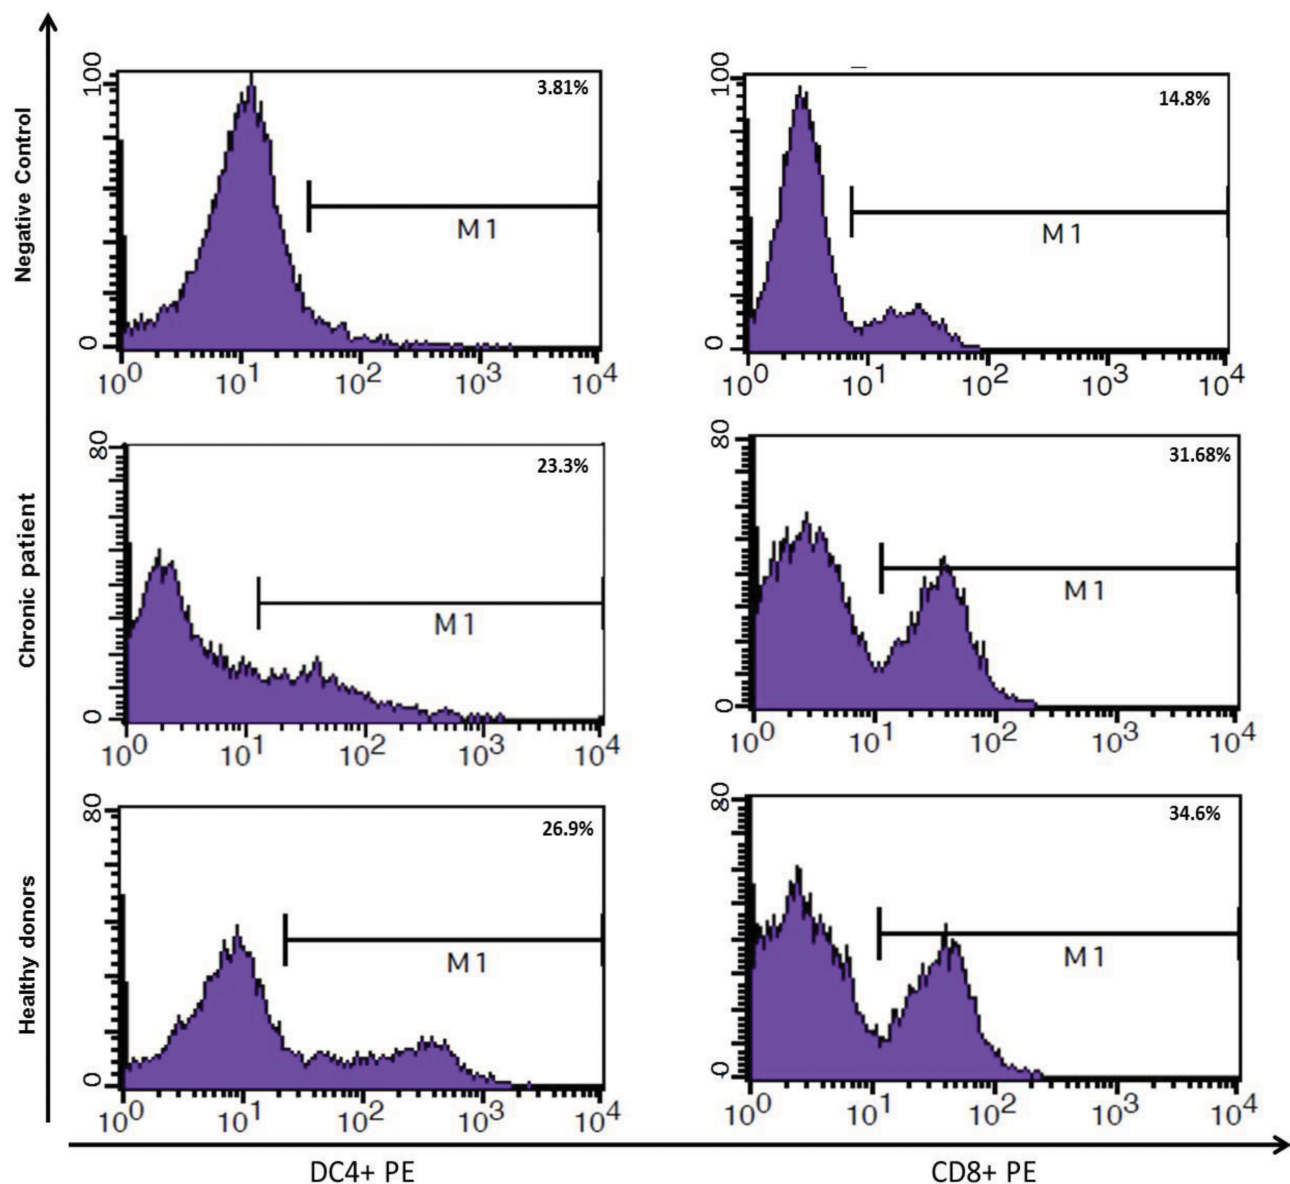 Negative Control
100
3.81%
M1
0
10^0 10^1 10^2 10^3 10^4
100
14.8%
M1
0
10^0 10^1 10^2 10^3 10^4
Chronic patient
80
23.3%
M1
0
10^0 10^1 10^2 10^3 10^4
80
31.68%
M1
0
10^0 10^1 10^2 10^3 10^4
Healthy donors
80
26.9%
M1
0
10^0 10^1 10^2 10^3 10^4
80
34.6%
M1
0
10^0 10^1 10^2 10^3 10^4
DC4+ PE
CD8+ PE